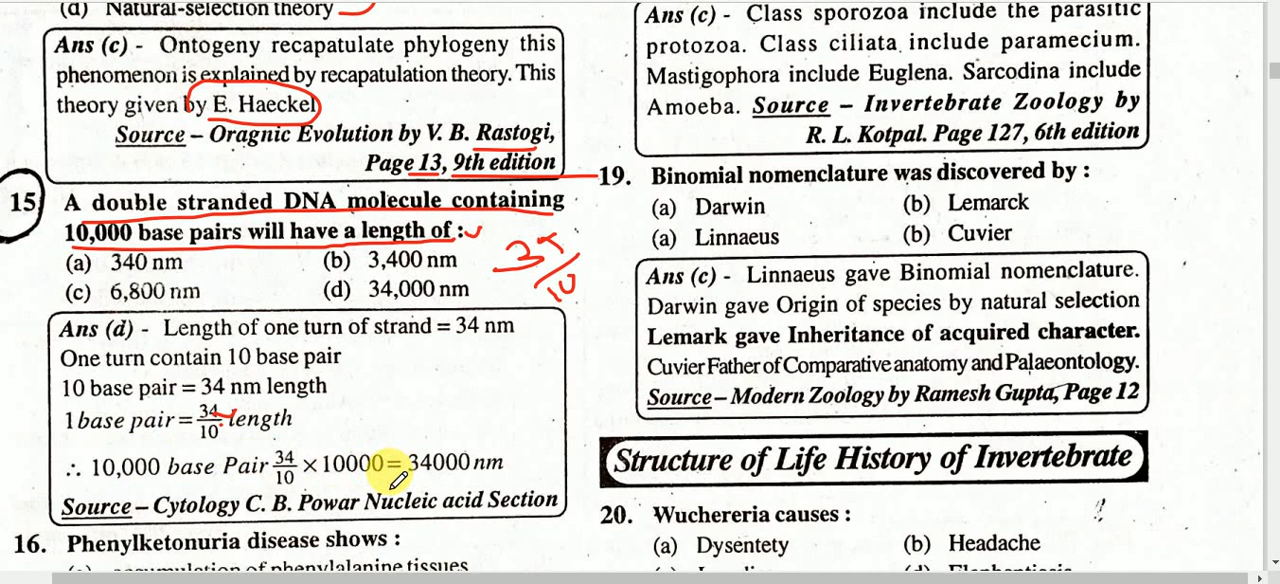 (d) Natural-selection theory
Ans (c) - Ontogeny recapatulate phylogeny this
phenomenon is explained by recapatulation theory. This
theory given by E. Haeckel
Source – Oragnic Evolution by V. B. Rastogi,
Page 13, 9th edition
15. A double stranded DNA molecule containing
10,000 base pairs will have a length of :
(a) 340 nm (b) 3,400 nm
(c) 6,800 nm (d) 34,000 nm
34/10
Ans (d) - Length of one turn of strand = 34 nm
One turn contain 10 base pair
10 base pair = 34 nm length
1 base pair = 34/10 length
∴ 10,000 base Pair 34/10 × 10000 = 34000 nm
Source – Cytology C. B. Powar Nucleic acid Section
16. Phenylketonuria disease shows :
phenylalanine tissues
Ans (c) - Class sporozoa include the parasitic
protozoa. Class ciliata include paramecium.
Mastigophora include Euglena. Sarcodina include
Amoeba. Source – Invertebrate Zoology by
R. L. Kotpal. Page 127, 6th edition
19. Binomial nomenclature was discovered by :
(a) Darwin (b) Lemarck
(a) Linnaeus (b) Cuvier
Ans (c) - Linnaeus gave Binomial nomenclature.
Darwin gave Origin of species by natural selection
Lemark gave Inheritance of acquired character.
Cuvier Father of Comparative anatomy and Palaeontology.
Source – Modern Zoology by Ramesh Gupta, Page 12
Structure of Life History of Invertebrate
20. Wuchereria causes :
(a) Dysentety (b) Headache